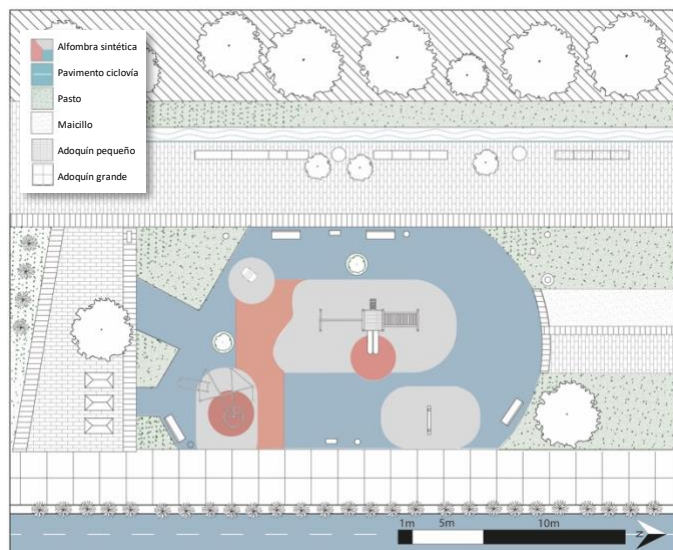 Alfombra sintética
Pavimento ciclovía
Pasto
Maicillo
Adoquín pequeño
Adoquín grande
1m 5m 10m
N